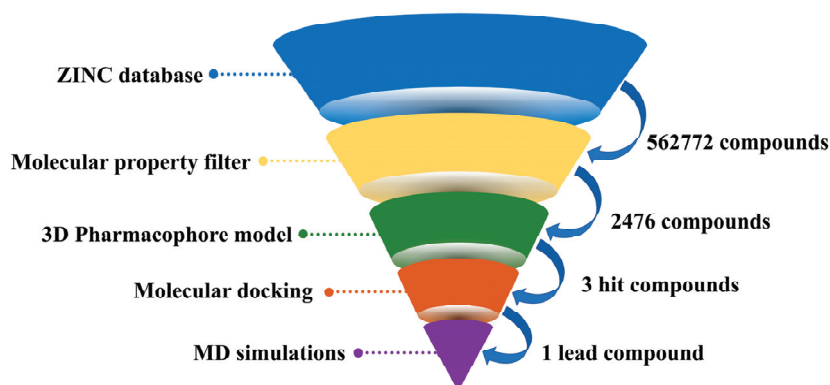 ZINC database
562772 compounds
Molecular property filter
2476 compounds
3D Pharmacophore model
3 hit compounds
Molecular docking
1 lead compound
MD simulations